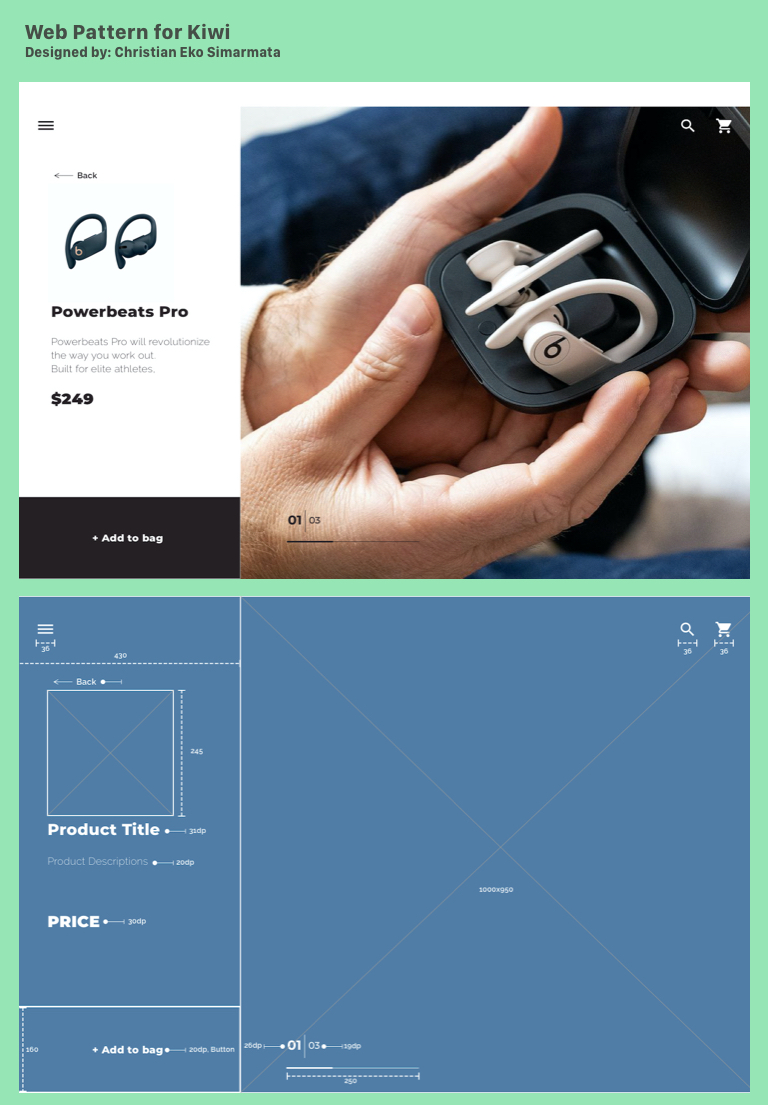 Web Pattern for Kiwi
Designed by: Christian Eko Simarmata
Back
Powerbeats Pro
Powerbeats Pro will revolutionize
the way you work out.
Built for elite athletes,
$249
+ Add to bag
01 03
36
430
36
36
Back
245
Product Title
31dp
Product Descriptions
20dp
1000x950
PRICE
30dp
160
+ Add to bag
20dp, Button
26dp
01 03
19dp
250